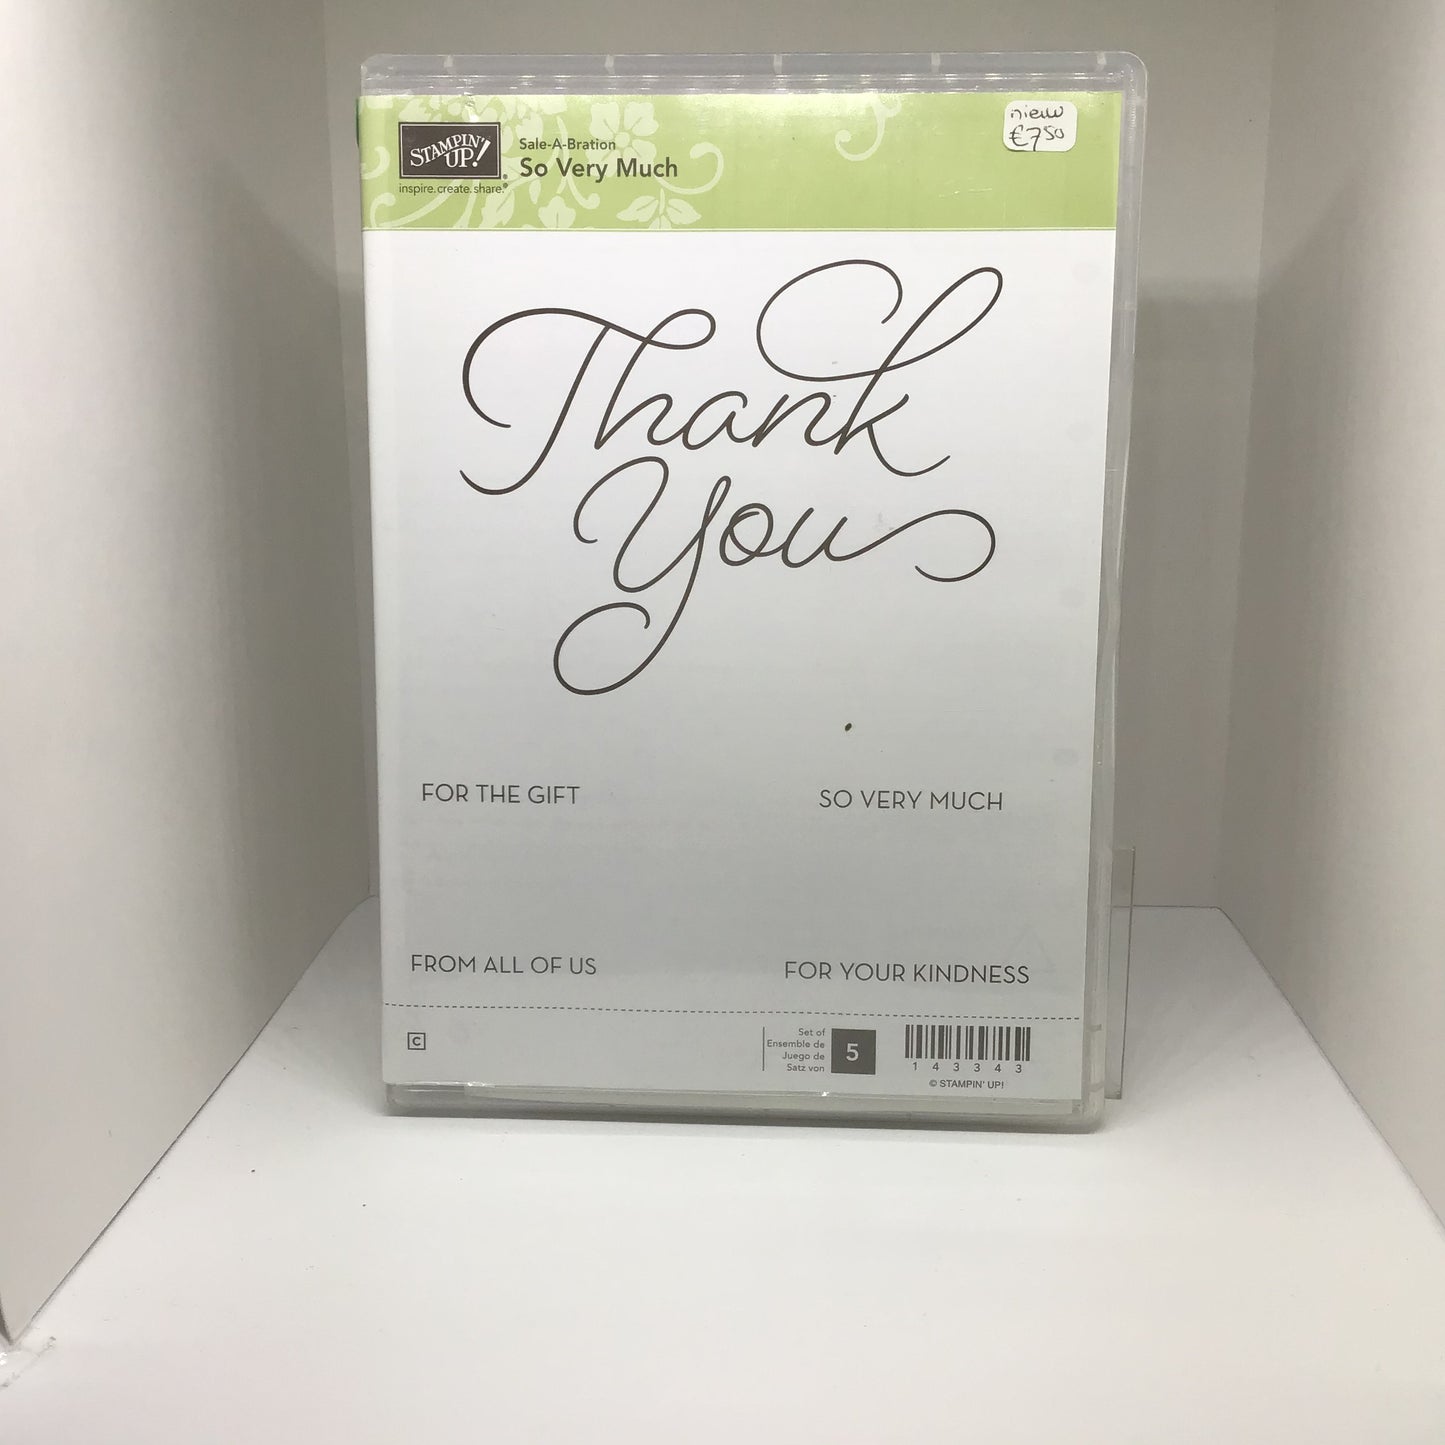 STAMPIN' UP!®
inspire. create. share.®
Sale-A-Bration
So Very Much
nieuw
€7,50
Thank
You
FOR THE GIFT
SO VERY MUCH
FROM ALL OF US
FOR YOUR KINDNESS
C
Set of
Ensemble de
Juego de
Satz von
5
1 4 3 3 4 3
© STAMPIN' UP!